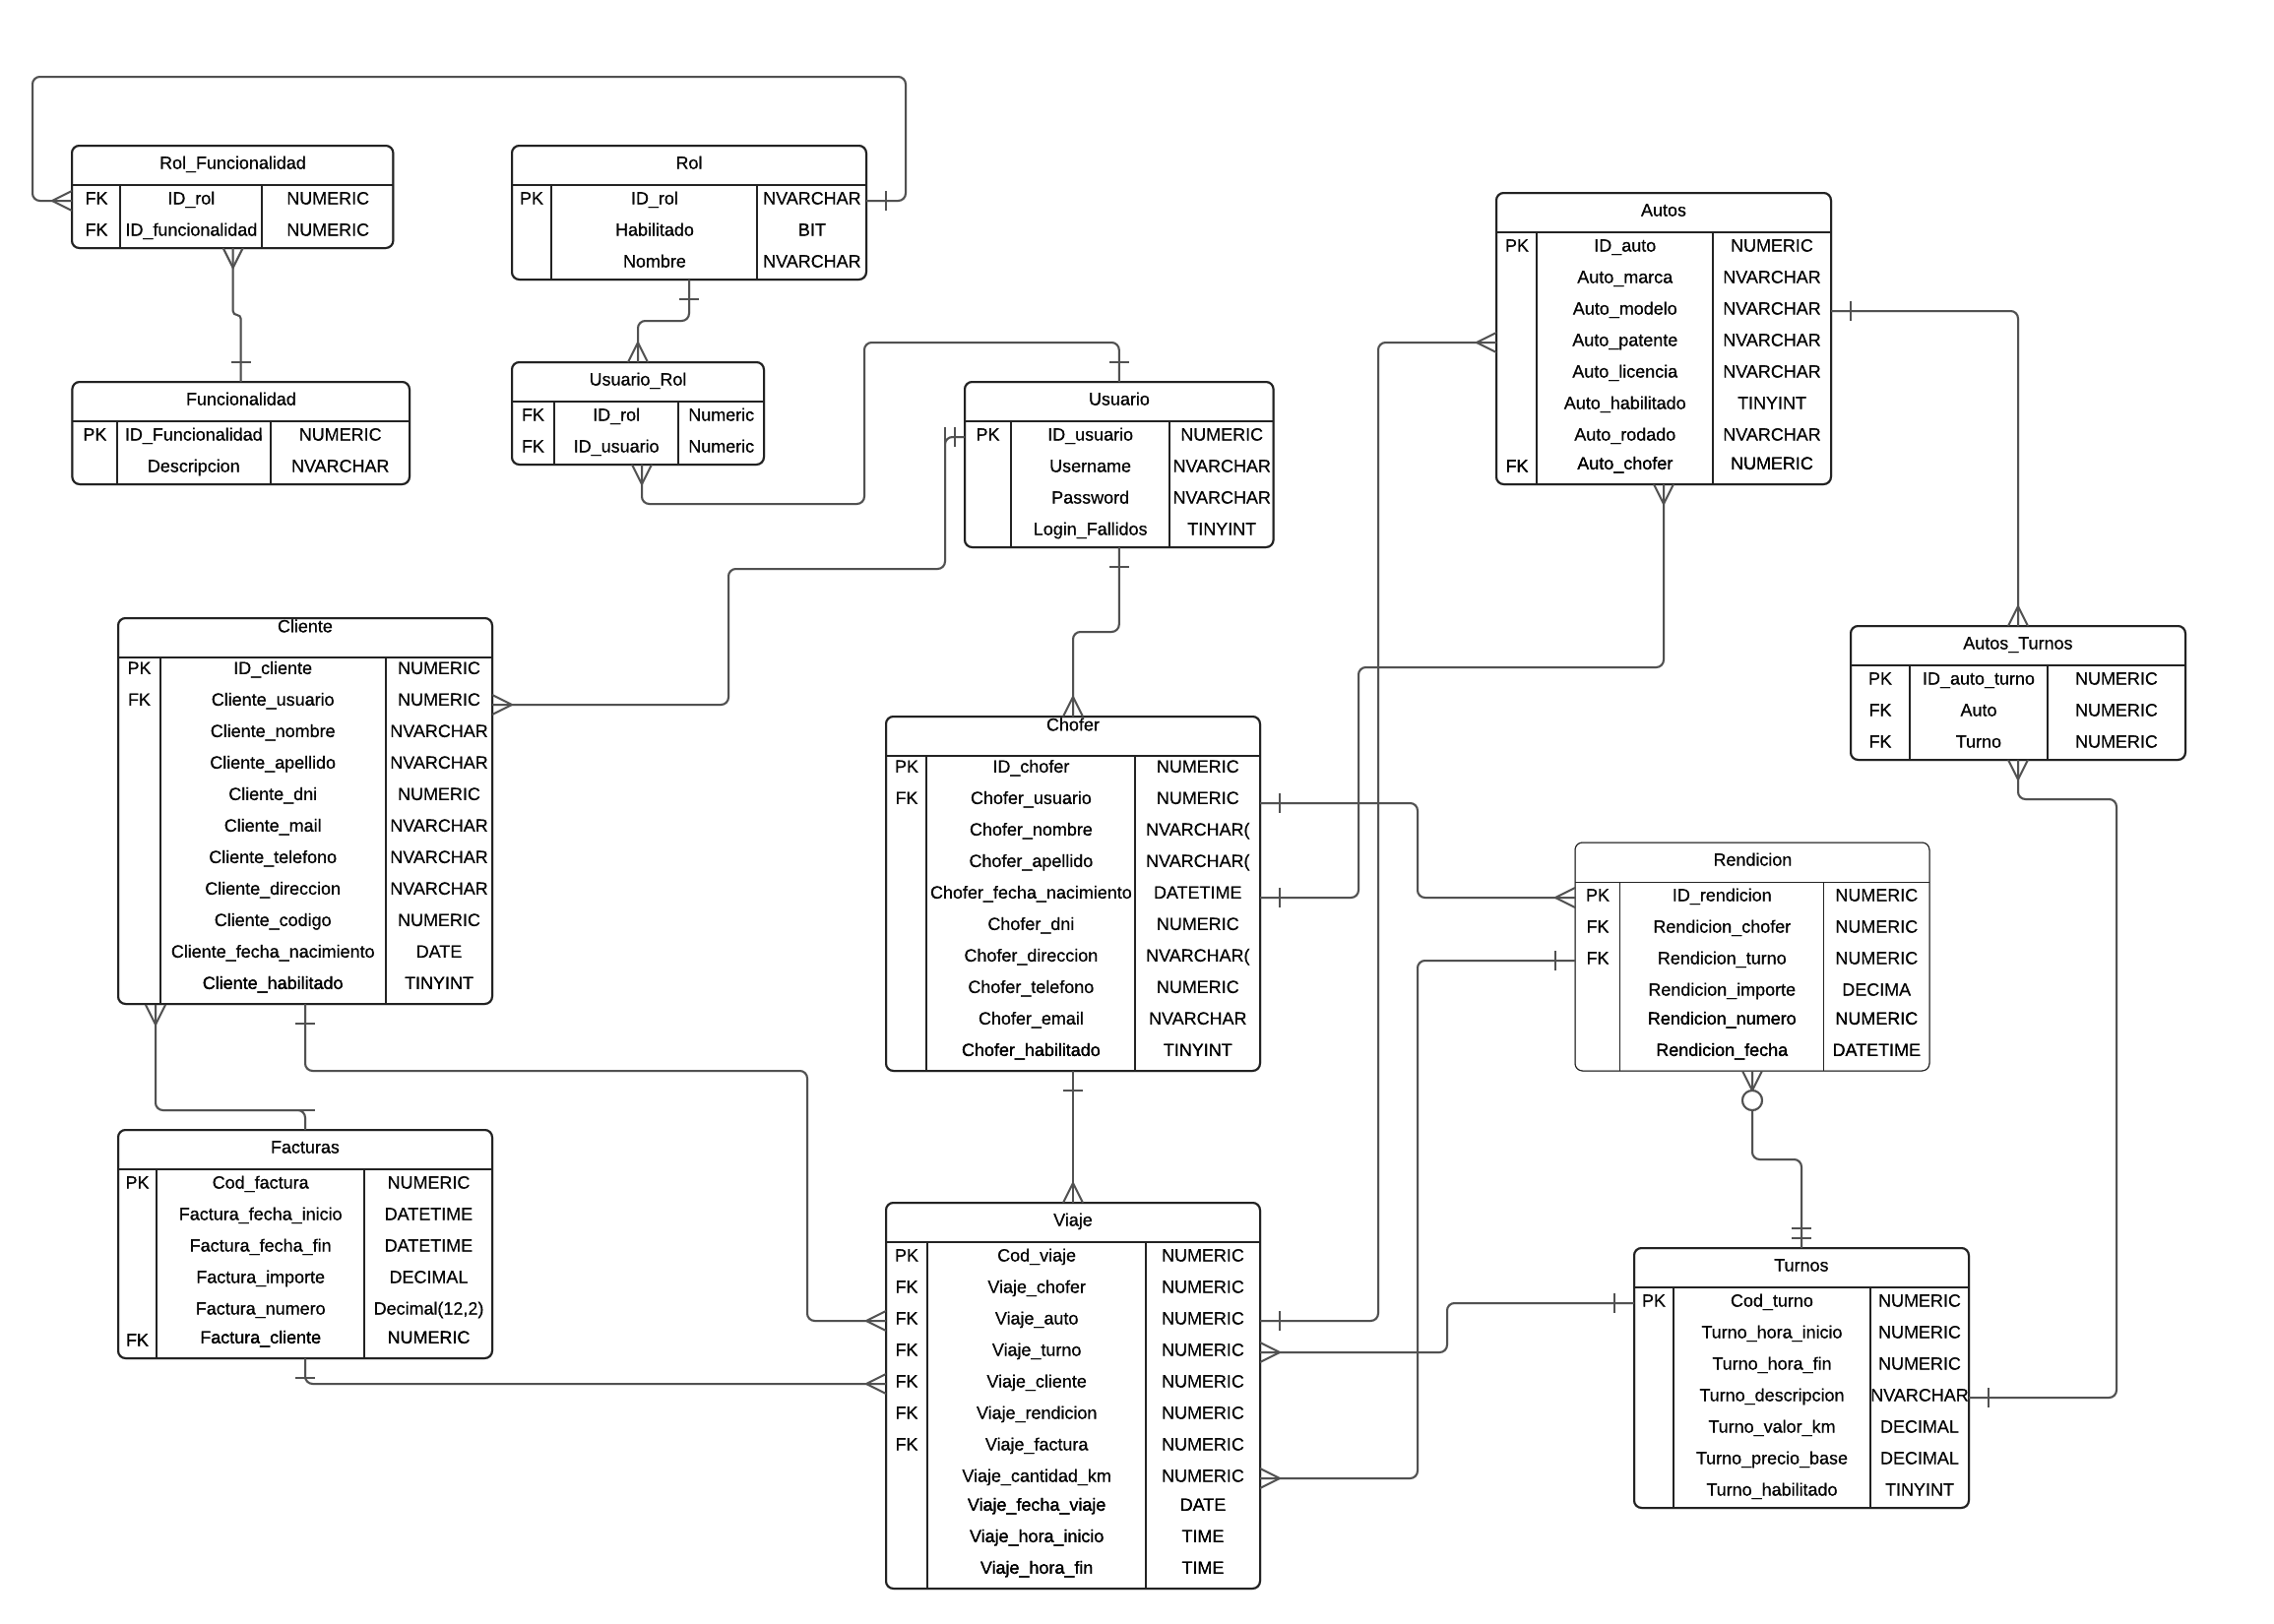 Rol_Funcionalidad
FK ID_rol NUMERIC
FK ID_funcionalidad NUMERIC
Rol
PK ID_rol NVARCHAR
Habilitado BIT
Nombre NVARCHAR
Autos
PK ID_auto NUMERIC
Auto_marca NVARCHAR
Auto_modelo NVARCHAR
Auto_patente NVARCHAR
Auto_licencia NVARCHAR
Auto_habilitado TINYINT
Auto_rodado NVARCHAR
FK Auto_chofer NUMERIC
Funcionalidad
PK ID_Funcionalidad NUMERIC
Descripcion NVARCHAR
Usuario_Rol
FK ID_rol Numeric
FK ID_usuario Numeric
Usuario
PK ID_usuario NUMERIC
Username NVARCHAR
Password NVARCHAR
Login_Fallidos TINYINT
Cliente
PK ID_cliente NUMERIC
FK Cliente_usuario NUMERIC
Cliente_nombre NVARCHAR
Cliente_apellido NVARCHAR
Cliente_dni NUMERIC
Cliente_mail NVARCHAR
Cliente_telefono NVARCHAR
Cliente_direccion NVARCHAR
Cliente_codigo NUMERIC
Cliente_fecha_nacimiento DATE
Cliente_habilitado TINYINT
Chofer
PK ID_chofer NUMERIC
FK Chofer_usuario NUMERIC
Chofer_nombre NVARCHAR(
Chofer_apellido NVARCHAR(
Chofer_fecha_nacimiento DATETIME
Chofer_dni NUMERIC
Chofer_direccion NVARCHAR(
Chofer_telefono NUMERIC
Chofer_email NVARCHAR
Chofer_habilitado TINYINT
Autos_Turnos
PK ID_auto_turno NUMERIC
FK Auto NUMERIC
FK Turno NUMERIC
Rendicion
PK ID_rendicion NUMERIC
FK Rendicion_chofer NUMERIC
FK Rendicion_turno NUMERIC
Rendicion_importe DECIMA
Rendicion_numero NUMERIC
Rendicion_fecha DATETIME
Facturas
PK Cod_factura NUMERIC
Factura_fecha_inicio DATETIME
Factura_fecha_fin DATETIME
Factura_importe DECIMAL
Factura_numero Decimal(12,2)
FK Factura_cliente NUMERIC
Viaje
PK Cod_viaje NUMERIC
FK Viaje_chofer NUMERIC
FK Viaje_auto NUMERIC
FK Viaje_turno NUMERIC
FK Viaje_cliente NUMERIC
FK Viaje_rendicion NUMERIC
FK Viaje_factura NUMERIC
Viaje_cantidad_km NUMERIC
Viaje_fecha_viaje DATE
Viaje_hora_inicio TIME
Viaje_hora_fin TIME
Turnos
PK Cod_turno NUMERIC
Turno_hora_inicio NUMERIC
Turno_hora_fin NUMERIC
Turno_descripcion NVARCHAR
Turno_valor_km DECIMAL
Turno_precio_base DECIMAL
Turno_habilitado TINYINT